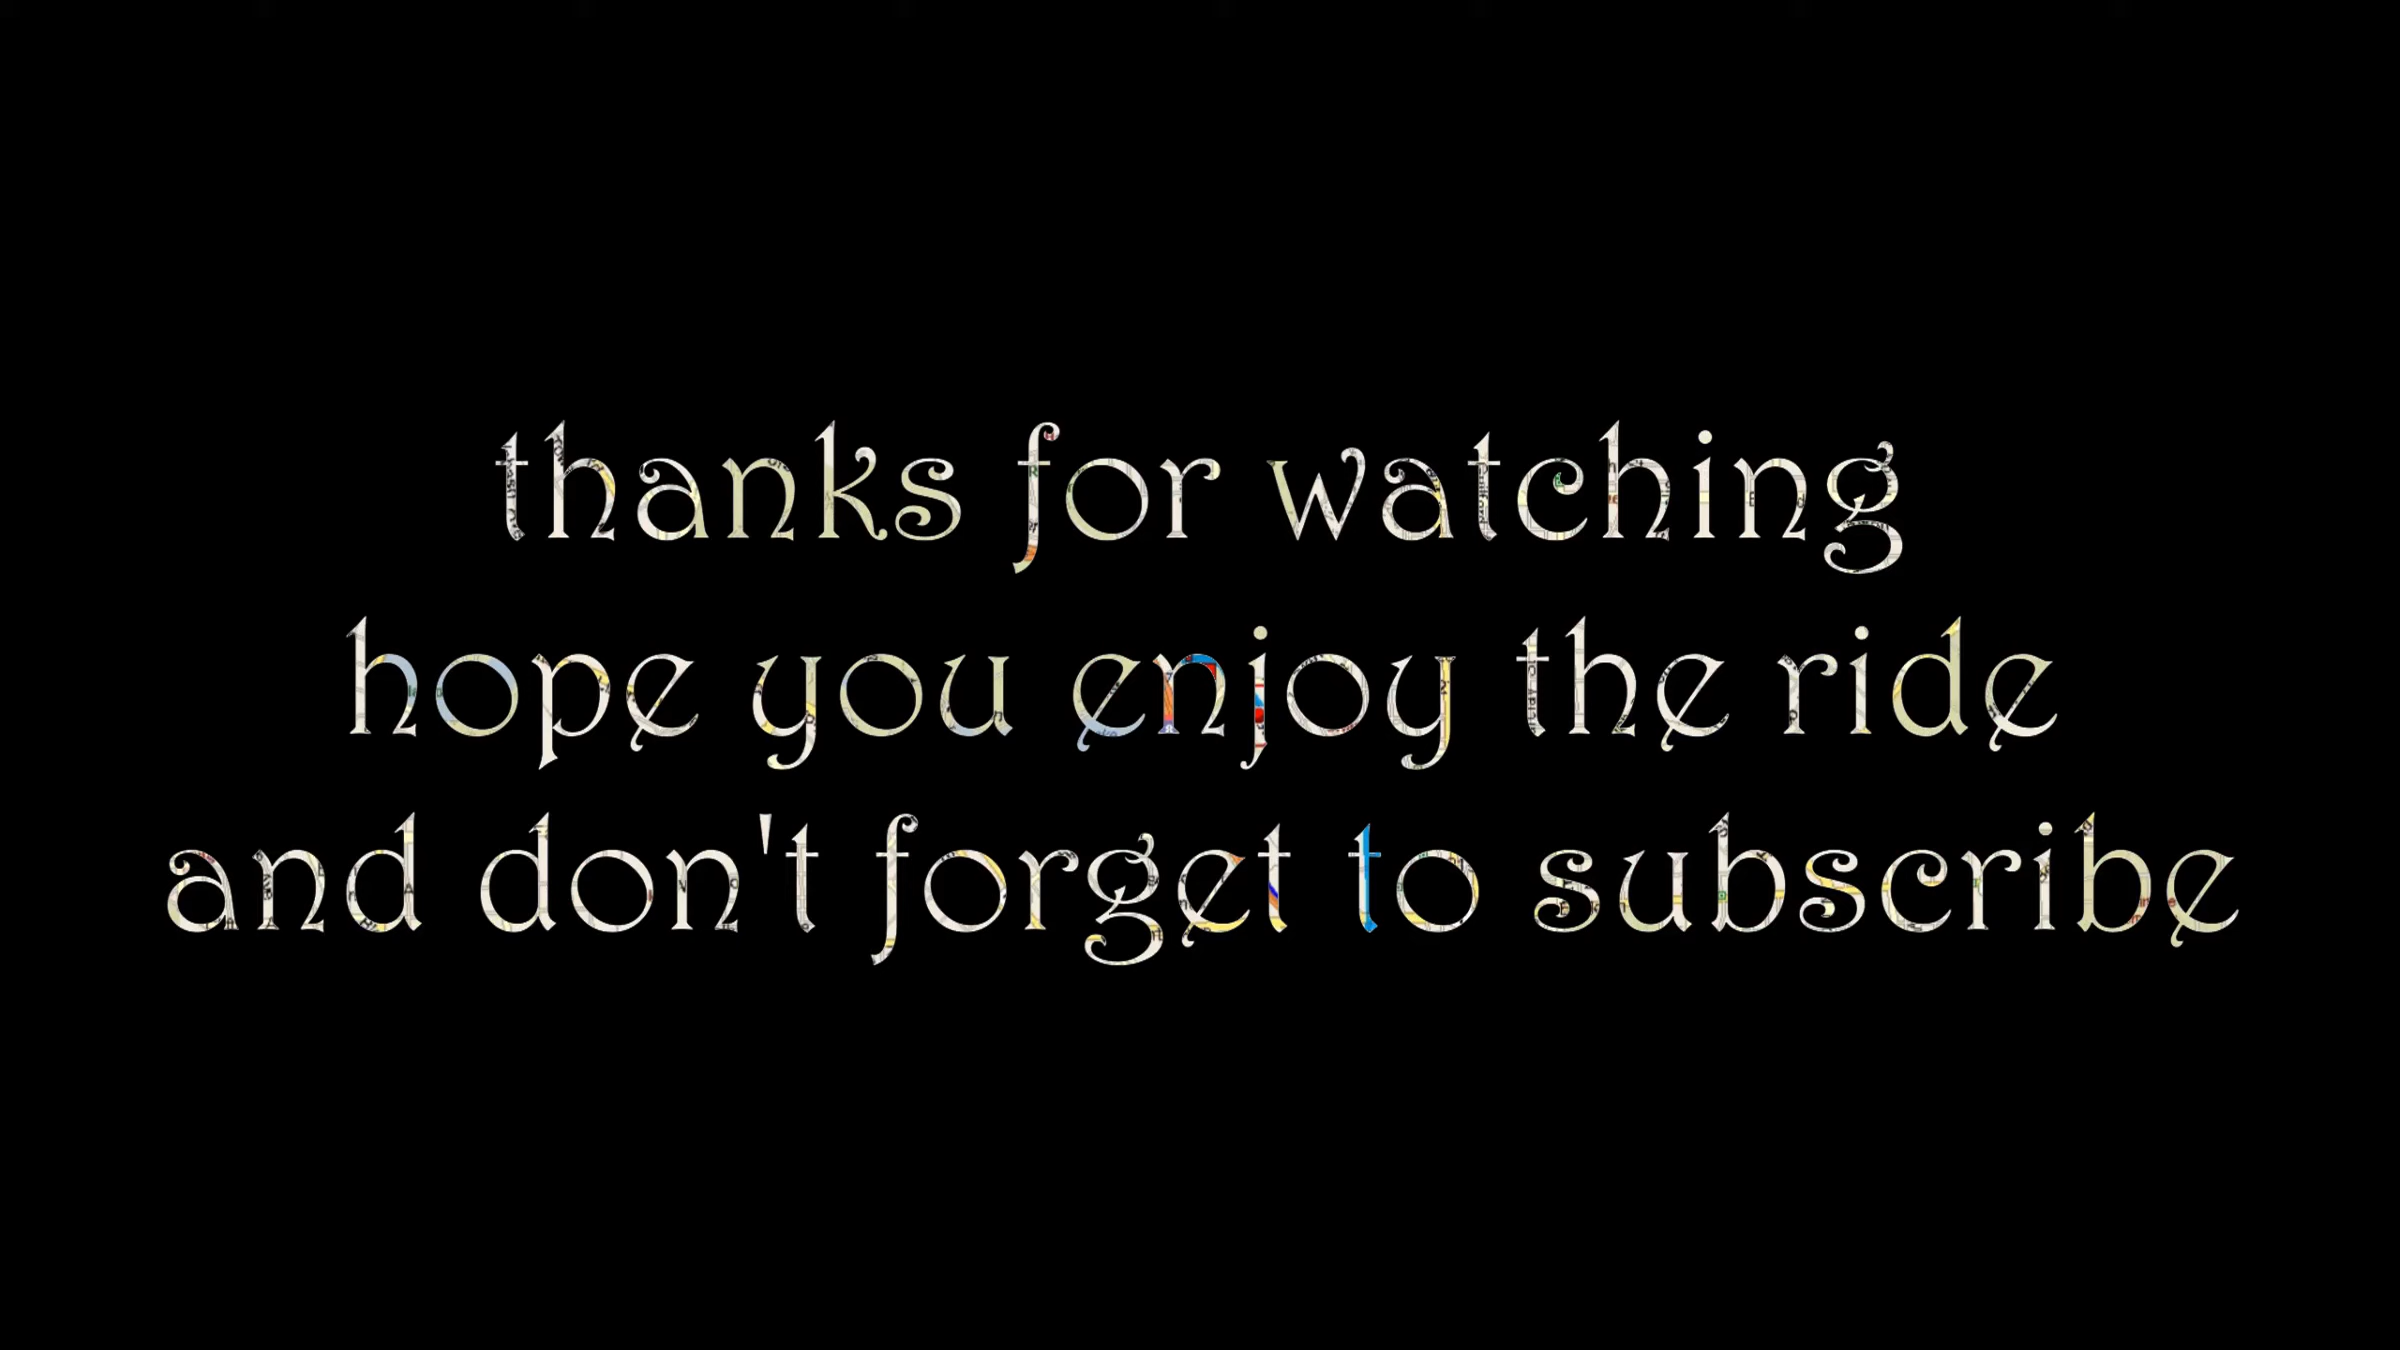 thanks for watching
hope you enjoy the ride
and don't forget to subscribe